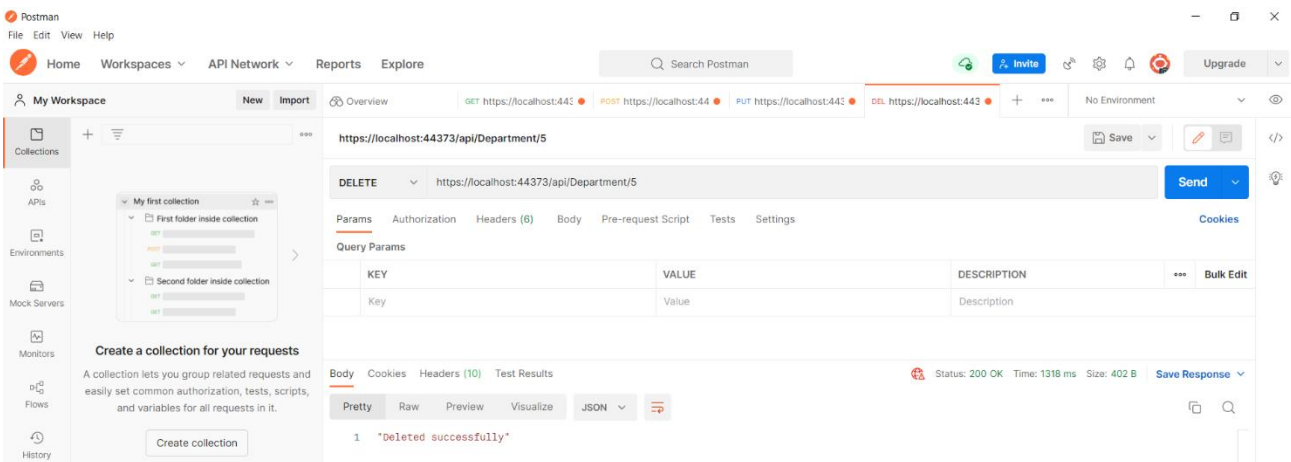 Postman
File Edit View Help
Home Workspaces API Network Reports Explore Search Postman Invite Upgrade
My Workspace New Import Overview GET https://localhost:443 POST https://localhost:44 PUT https://localhost:443 DEL https://localhost:443 No Environment
Collections
https://localhost:44373/api/Department/5 Save
DELETE https://localhost:44373/api/Department/5 Send
APIs
My first collection
First folder inside collection
GET
POST
GET
Second folder inside collection
GET
GET
Params Authorization Headers (6) Body Pre-request Script Tests Settings Cookies
Environments
Query Params
KEY VALUE DESCRIPTION Bulk Edit
Key Value Description
Mock Servers
Monitors
Create a collection for your requests
A collection lets you group related requests and
easily set common authorization, tests, scripts,
and variables for all requests in it.
Create collection
Flows
History
Body Cookies Headers (10) Test Results Status: 200 OK Time: 1318 ms Size: 402 B Save Response
Pretty Raw Preview Visualize JSON
1 "Deleted successfully"